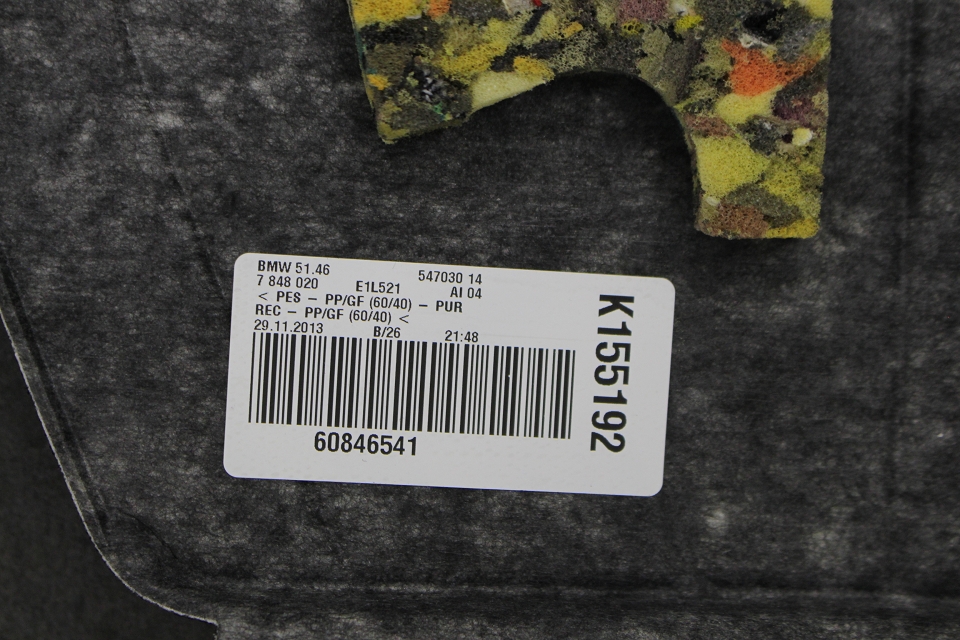 BMW 51.46 547030 14
7 848 020 E1L521 AI 04
< PES – PP/GF (60/40) – PUR
REC – PP/GF (60/40) <
29.11.2013 B/26 21:48
60846541
K155192